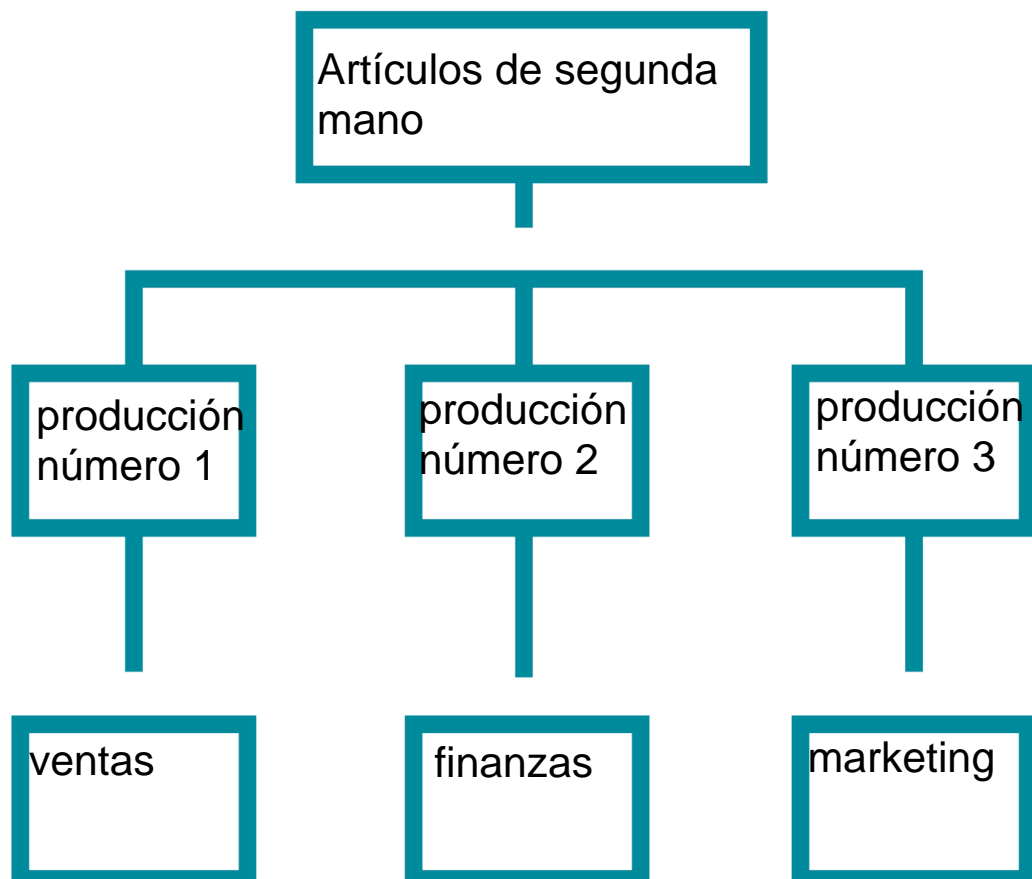 Artículos de segunda
mano
producción
número 1
producción
número 2
producción
número 3
ventas
finanzas
marketing